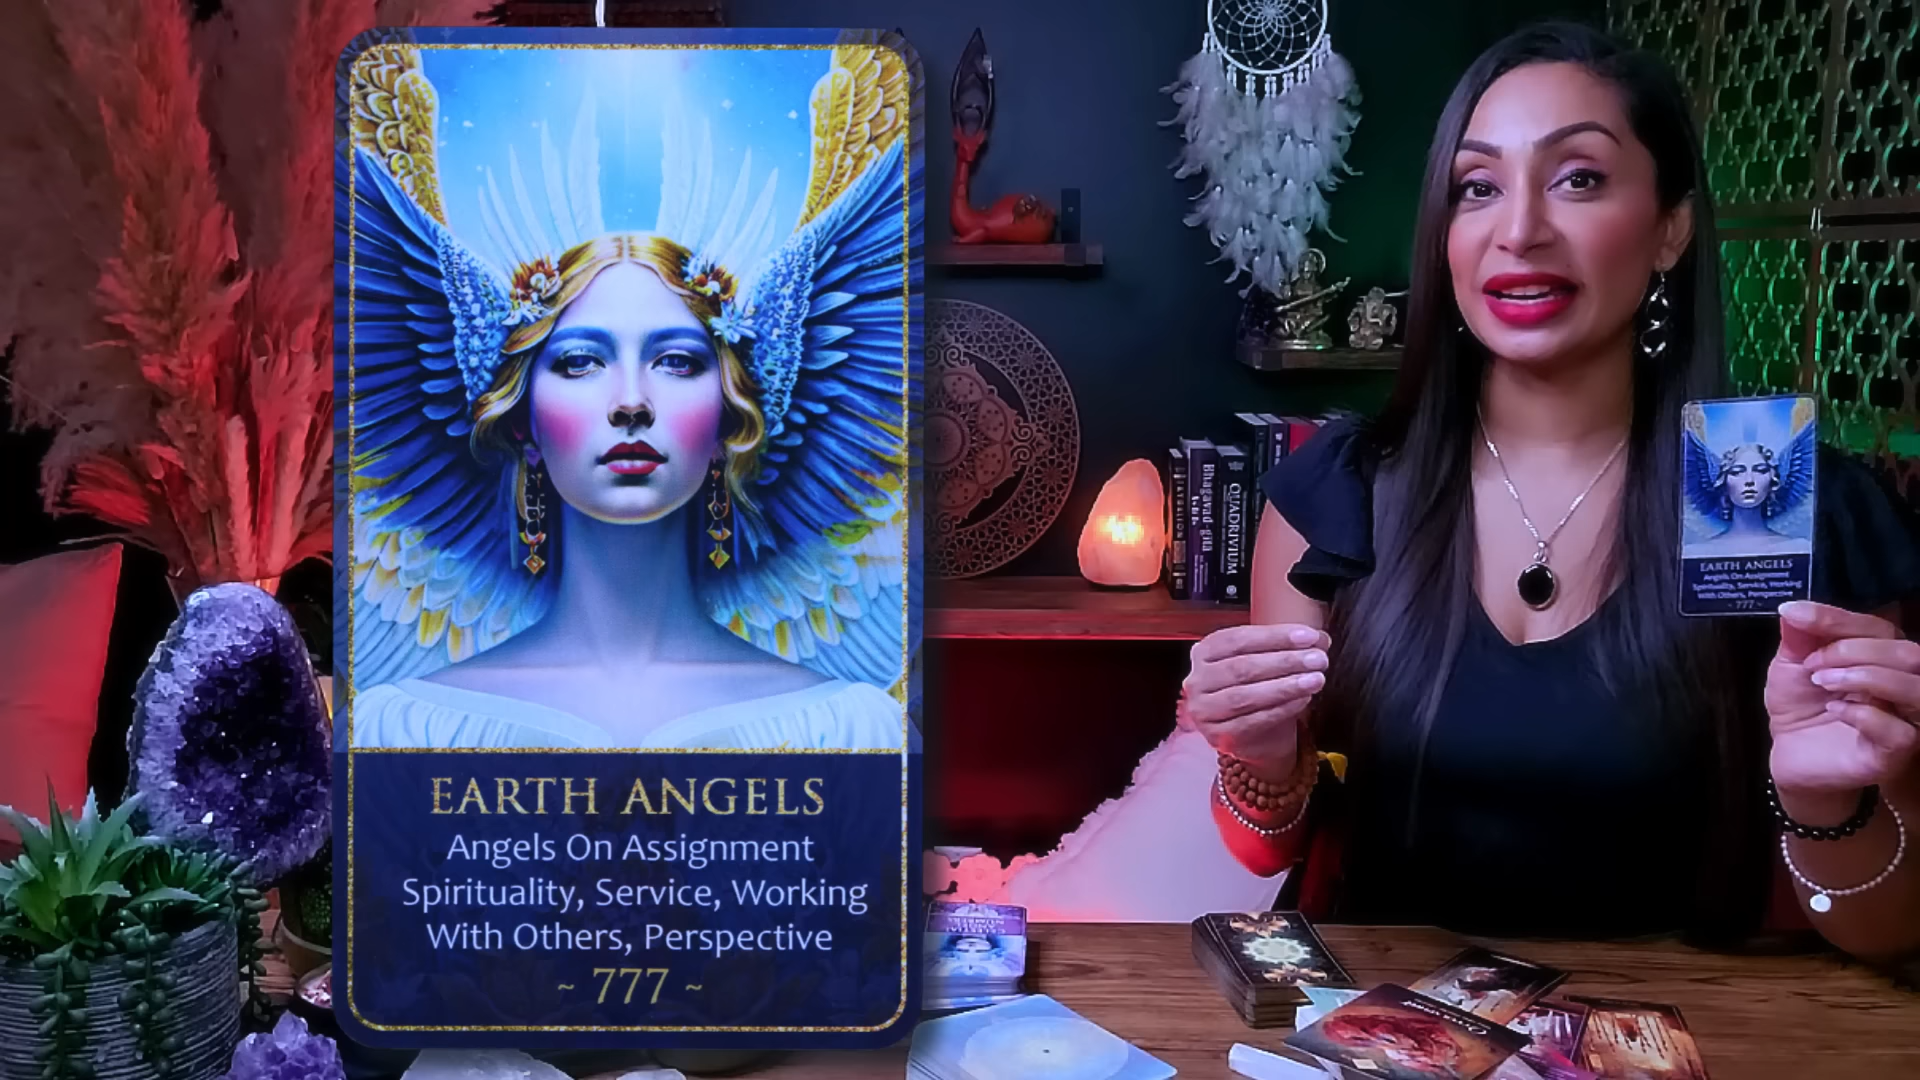 EARTH ANGELS
Angels On Assignment
Spirituality, Service, Working
With Others, Perspective
~ 777 ~
Bhagavad-gita
QUADRIVIUM
EARTH ANGELS
Angels On Assignment
Spirituality, Service, Working
With Others, Perspective
~ 777 ~